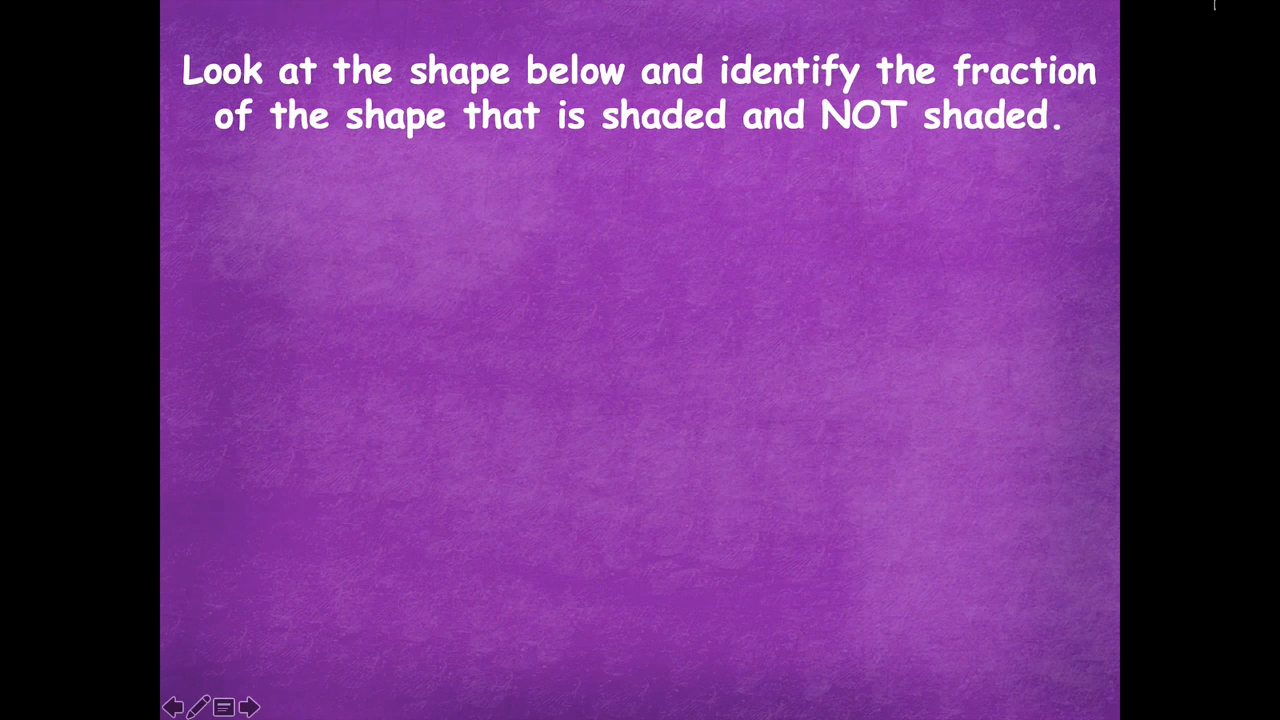 Look at the shape below and identify the fraction
of the shape that is shaded and NOT shaded.